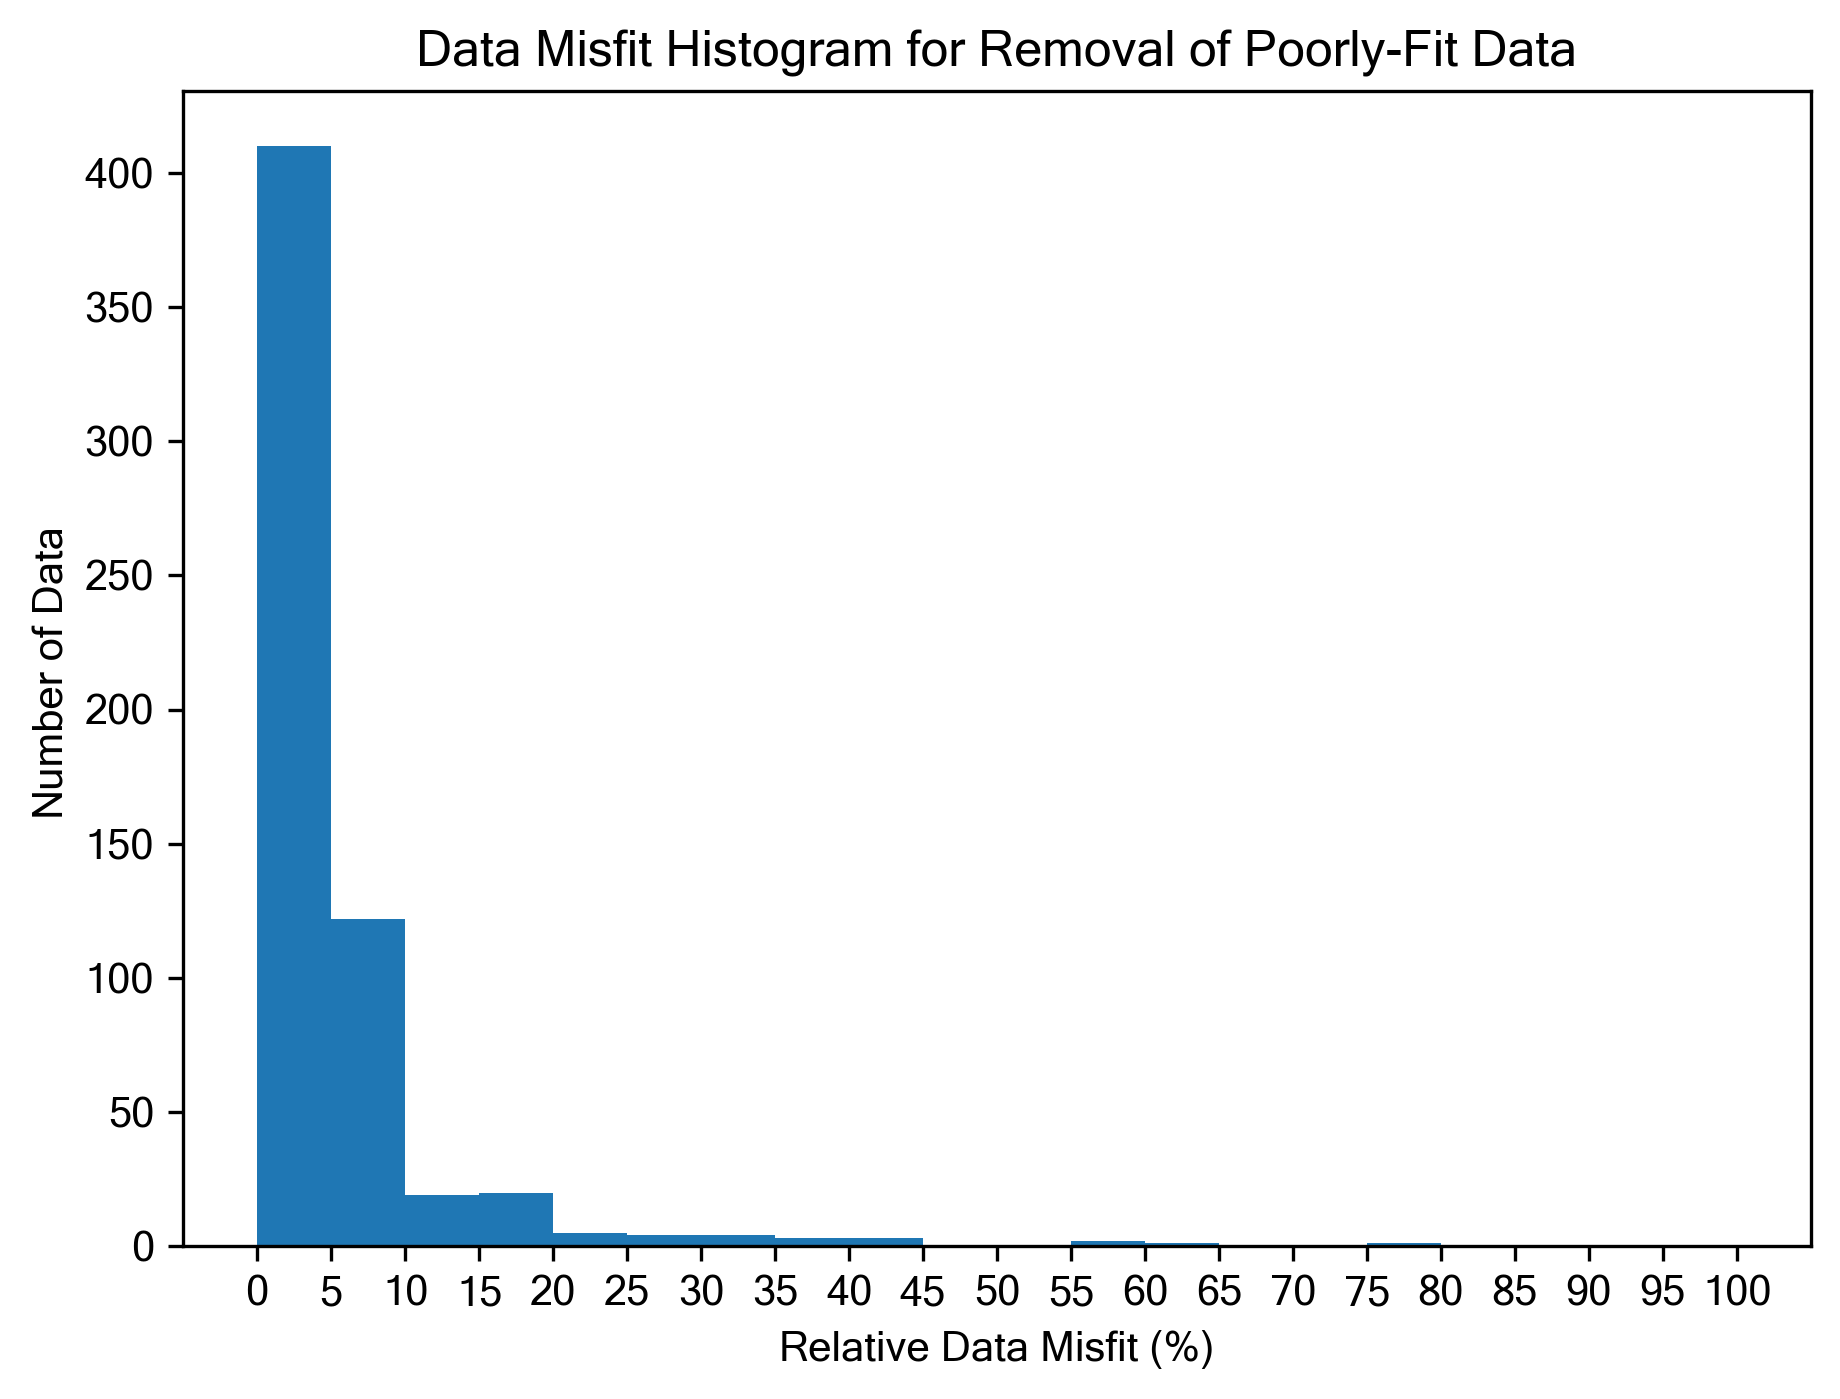 Data Misfit Histogram for Removal of Poorly-Fit Data
Number of Data
400
350
300
250
200
150
100
50
0
0 5 10 15 20 25 30 35 40 45 50 55 60 65 70 75 80 85 90 95 100
Relative Data Misfit (%)